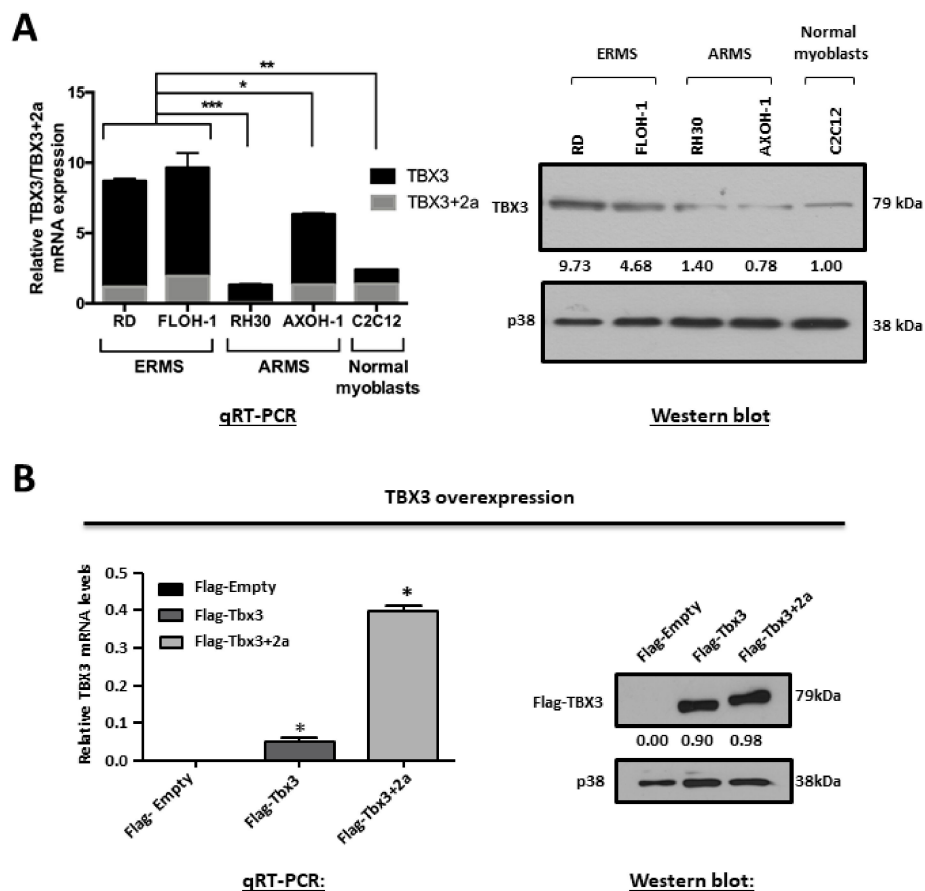 A
Relative TBX3/TBX3+2a
mRNA expression
15
10
5
0
**
*
***
TBX3
TBX3+2a
RD FLOH-1 RH30 AXOH-1 C2C12
ERMS ARMS Normal
myoblasts
qRT-PCR
ERMS ARMS Normal
myoblasts
RD FLOH-1 RH30 AXOH-1 C2C12
TBX3 79 kDa
9.73 4.68 1.40 0.78 1.00
p38 38 kDa
Western blot
B
TBX3 overexpression
Relative TBX3 mRNA levels
0.5
0.4
0.3
0.2
0.1
0.0
Flag-Empty
Flag-Tbx3
Flag-Tbx3+2a
*
*
Flag- Empty Flag-Tbx3 Flag-Tbx3+2a
qRT-PCR:
Flag-Empty Flag-Tbx3 Flag-Tbx3+2a
Flag-TBX3 79kDa
0.00 0.90 0.98
p38 38kDa
Western blot: